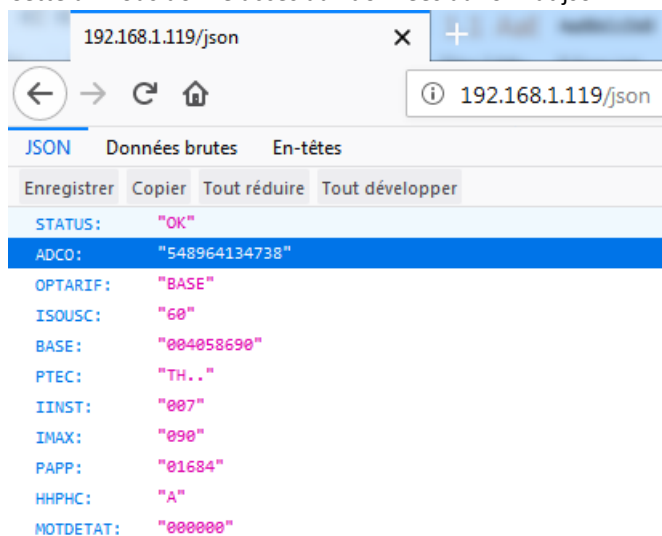 192.168.1.119/json
192.168.1.119/json
JSON Données brutes En-têtes
Enregistrer Copier Tout réduire Tout développer
STATUS: "OK"
ADCO: "548964134738"
OPTARIF: "BASE"
ISOUSC: "60"
BASE: "004058690"
PTEC: "TH.."
IINST: "007"
IMAX: "090"
PAPP: "01684"
HHPHC: "A"
MOTDETAT: "000000"